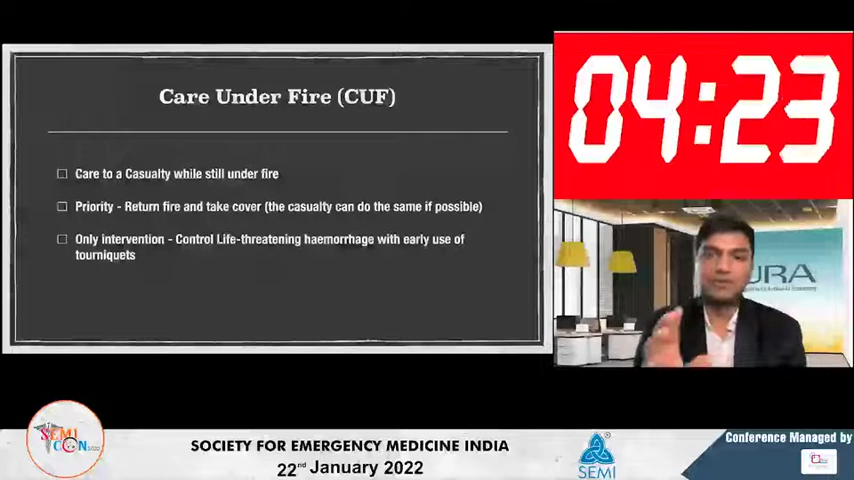 Care Under Fire (CUF)
Care to a Casualty while still under fire
Priority - Return fire and take cover (the casualty can do the same if possible)
Only intervention - Control Life-threatening haemorrhage with early use of
tourniquets
04:23
URA
SEMI
CON
SOCIETY FOR EMERGENCY MEDICINE INDIA
22nd January 2022
SEMI
Conference Managed by